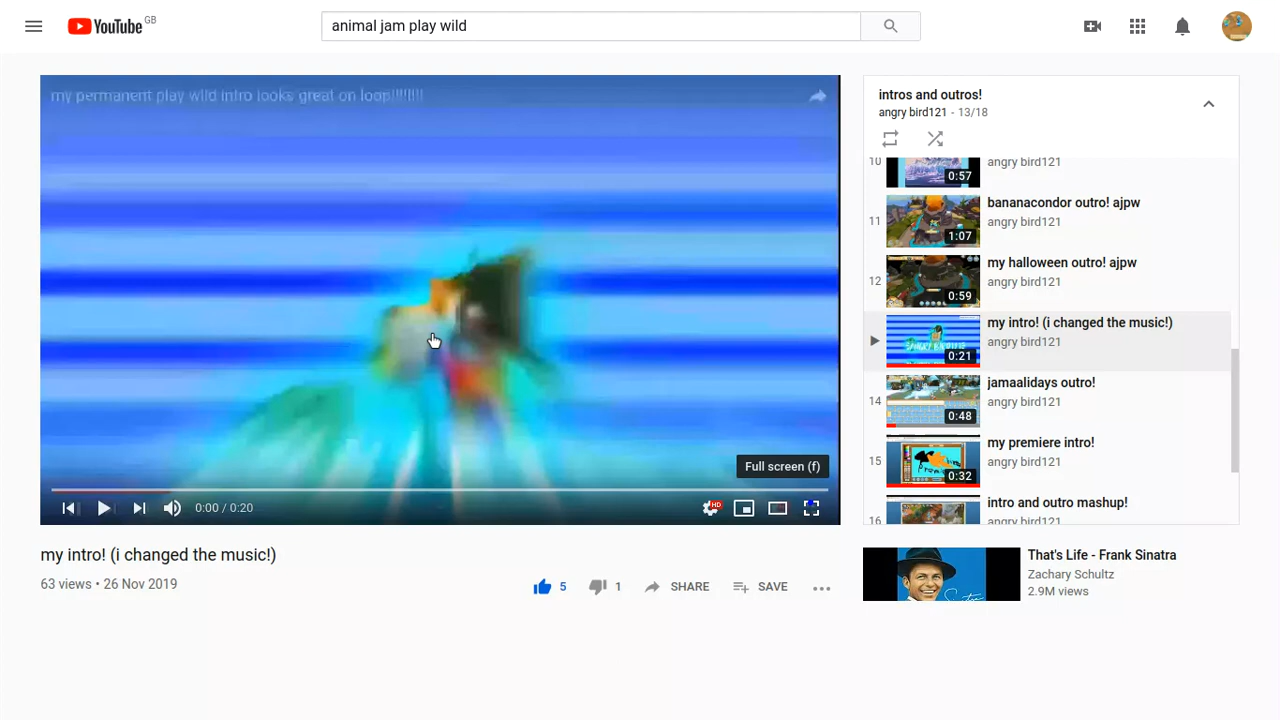 YouTube GB
animal jam play wild
my permanent play wild intro looks great on loop!!!!!!!!
Full screen (f)
0:00 / 0:20
HD
my intro! (i changed the music!)
63 views • 26 Nov 2019
5
1
SHARE
SAVE
intros and outros!
angry bird121 - 13/18
10
0:57
angry bird121
11
1:07
bananacondor outro! ajpw
angry bird121
12
0:59
my halloween outro! ajpw
angry bird121
0:21
my intro! (i changed the music!)
angry bird121
14
0:48
jamaalidays outro!
angry bird121
15
0:32
my premiere intro!
angry bird121
16
intro and outro mashup!
angry bird121
That's Life - Frank Sinatra
Zachary Schultz
2.9M views